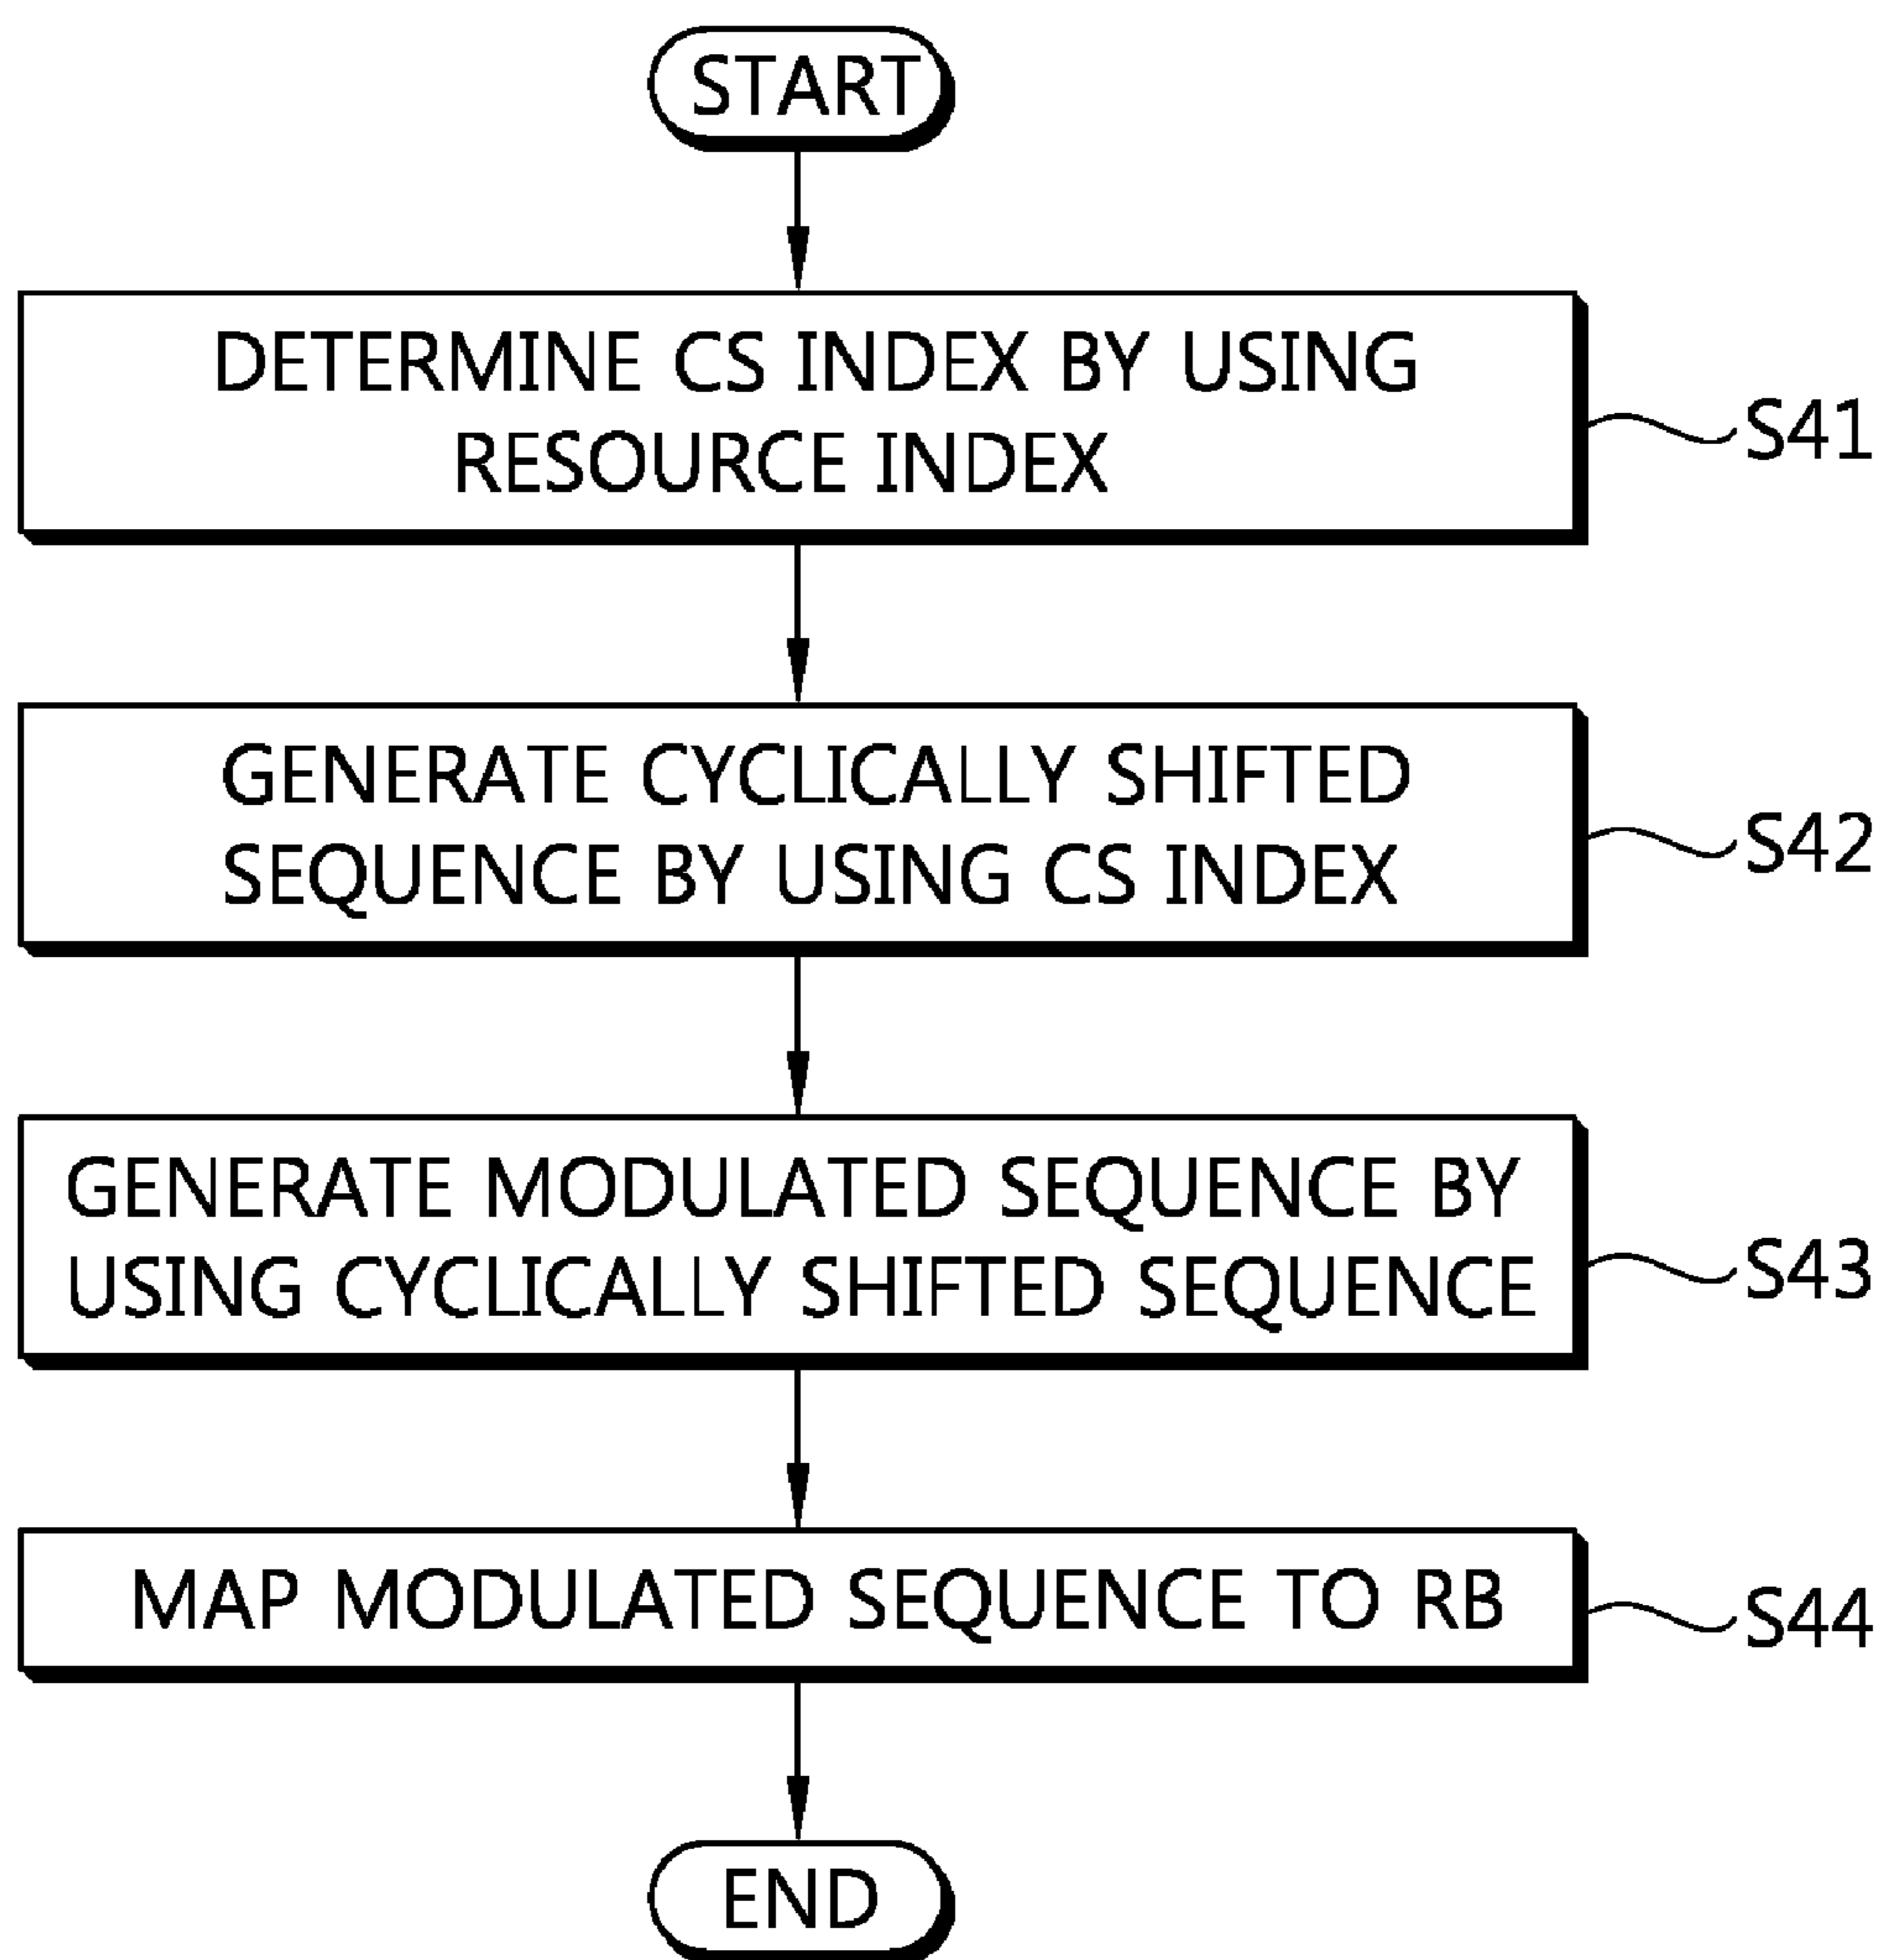 START
DETERMINE CS INDEX BY USING
RESOURCE INDEX
S41
GENERATE CYCLICALLY SHIFTED
SEQUENCE BY USING CS INDEX
S42
GENERATE MODULATED SEQUENCE BY
USING CYCLICALLY SHIFTED SEQUENCE
S43
MAP MODULATED SEQUENCE TO RB
S44
END